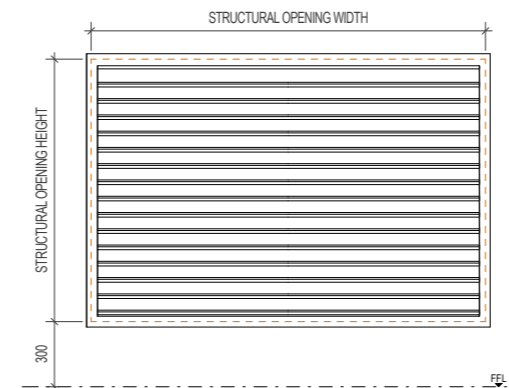 STRUCTURAL OPENING WIDTH
STRUCTURAL OPENING HEIGHT
300
FFL